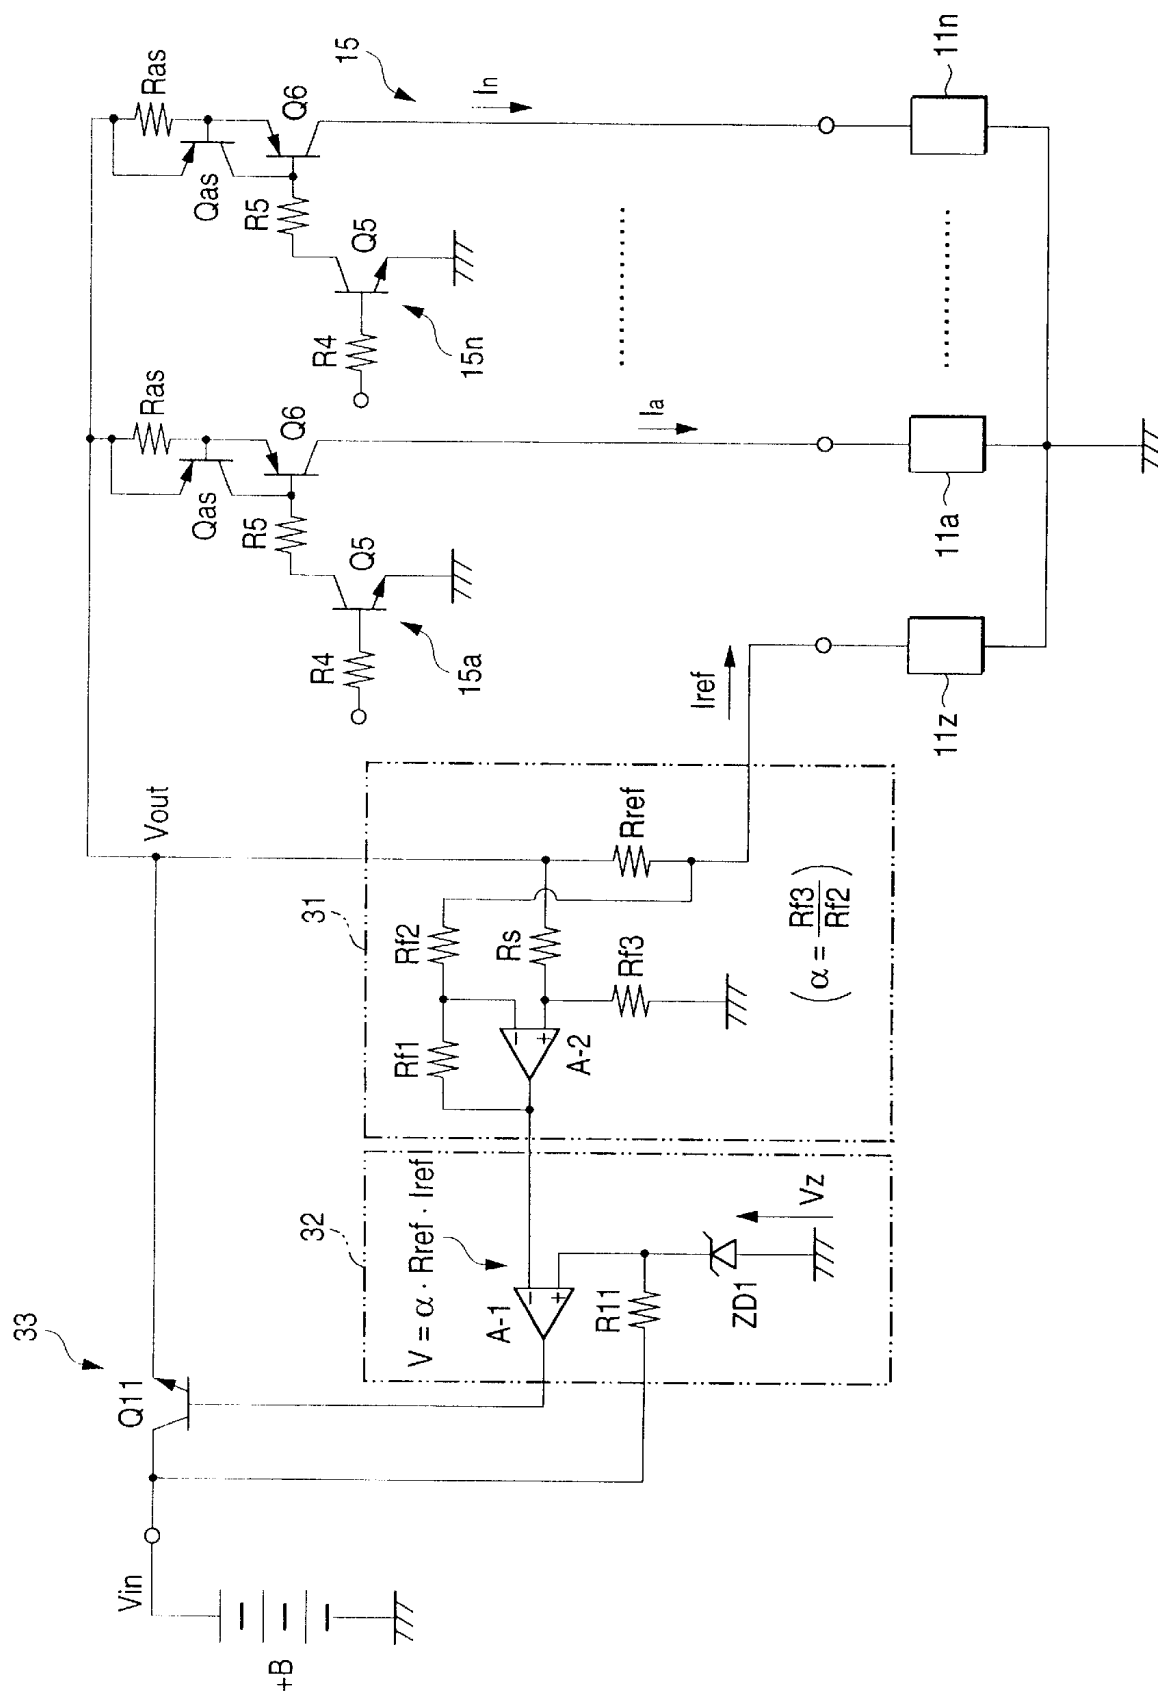 33
Vin
+B
Q11
Vout
32
V = α · Rref · Iref
A-1
−
+
R11
ZD1
Vz
31
Rf1
Rf2
A-2
−
+
Rs
Rf3
Rref
(α = Rf3/Rf2)
Iref
11z
Ras
Qas
Q6
R5
Q5
R4
15a
Ia
11a
Ras
Qas
Q6
R5
Q5
R4
15n
15
In
11n